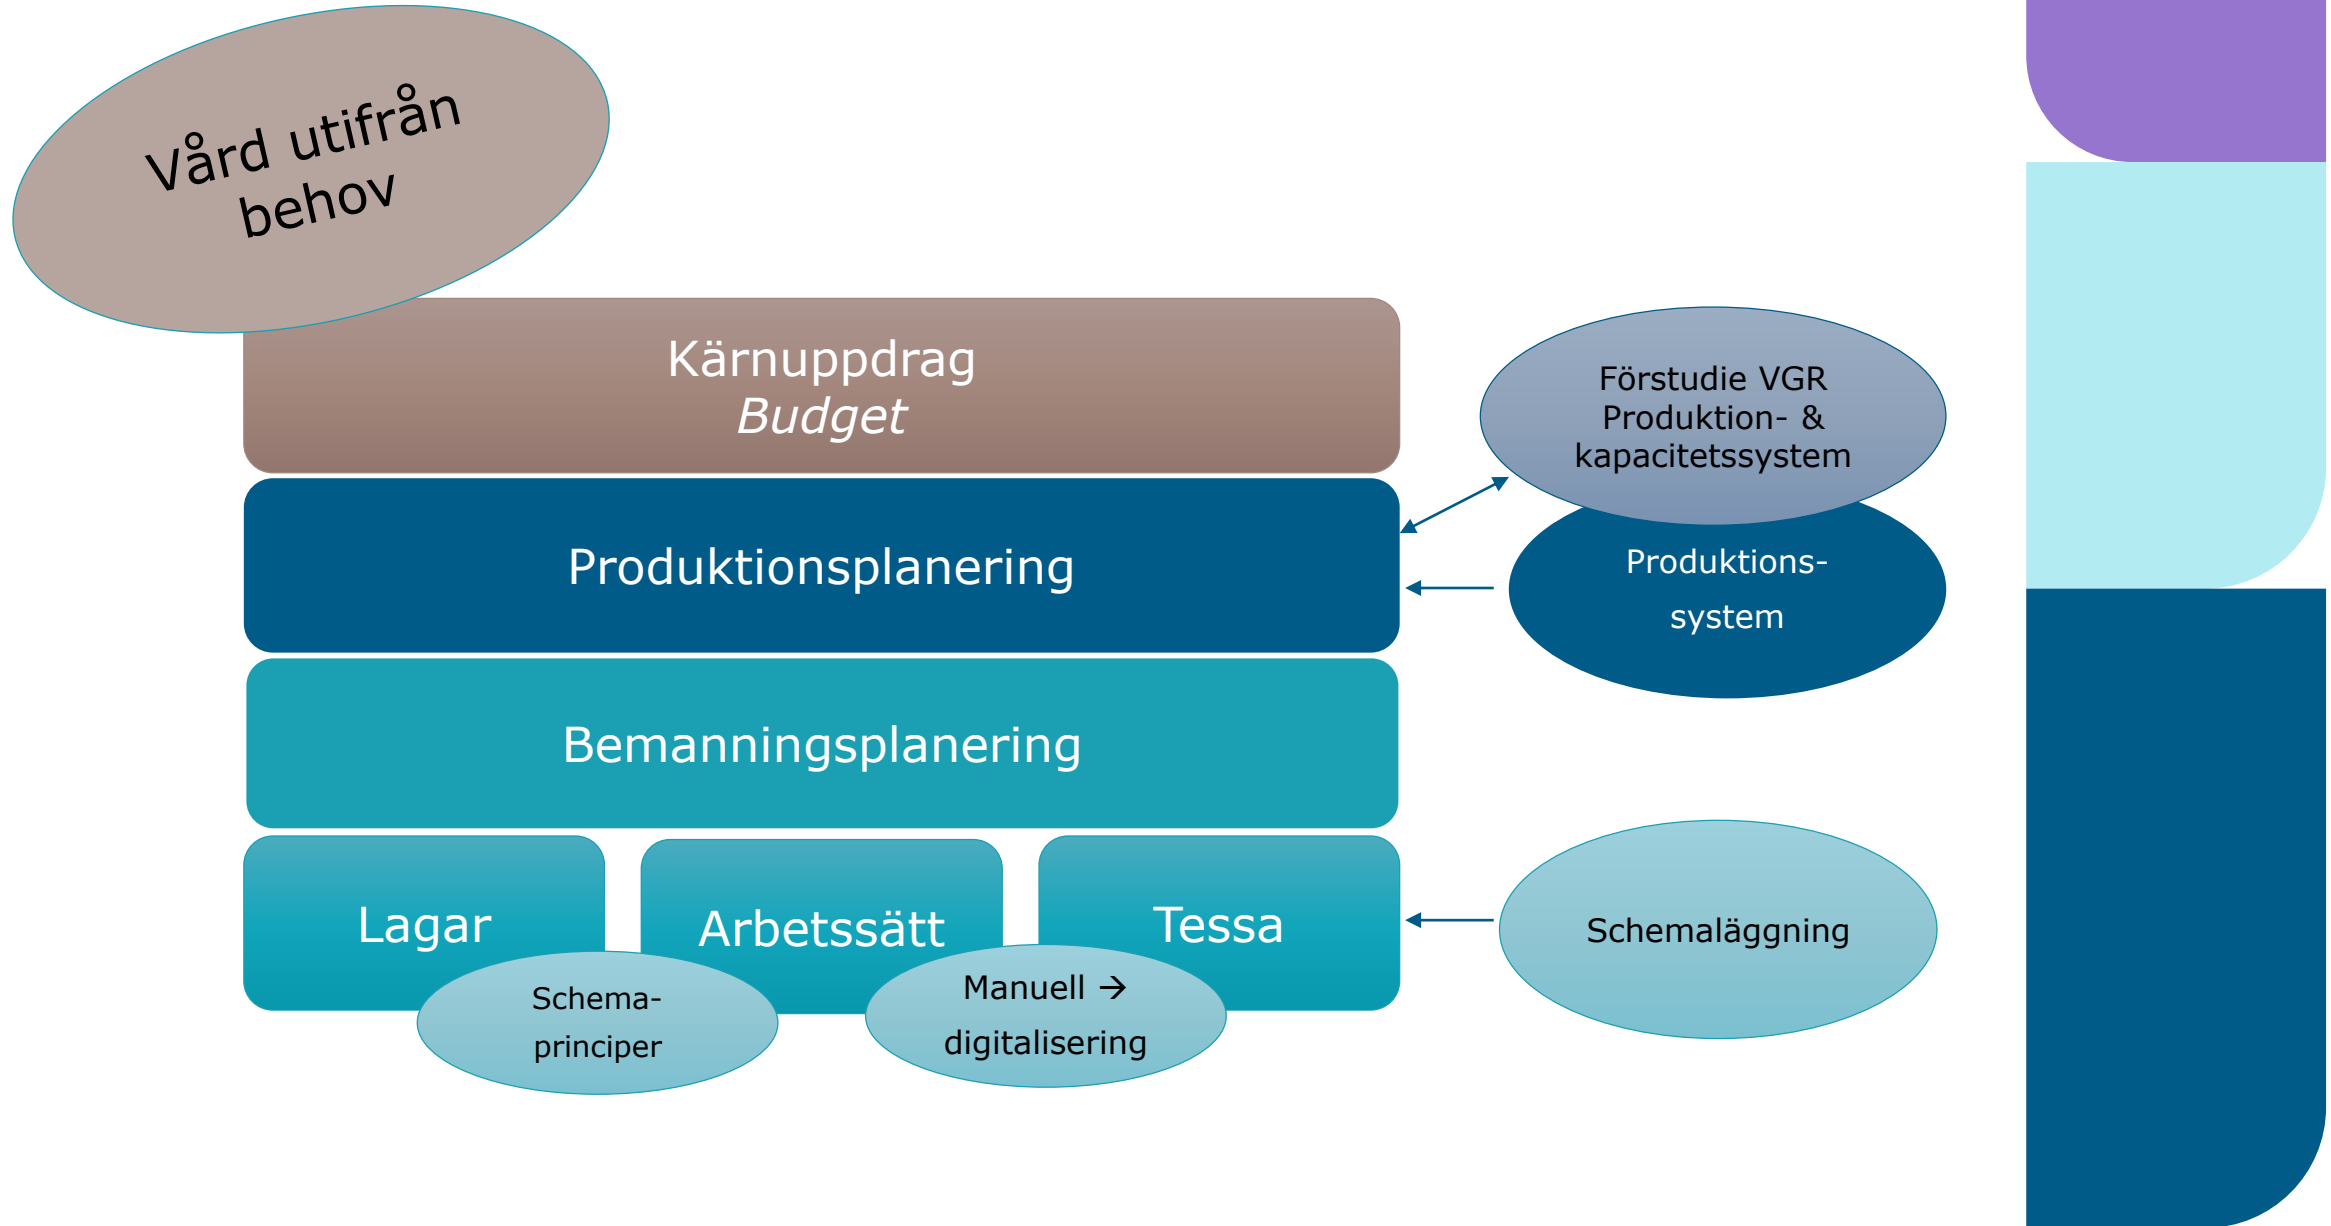 Vård utifrån
behov
Kärnuppdrag
Budget
Förstudie VGR
Produktion- &
kapacitetssystem
Produktionsplanering
Produktions-
system
Bemanningsplanering
Lagar
Arbetssätt
Tessa
Schemaläggning
Schema-
principer
Manuell →
digitalisering